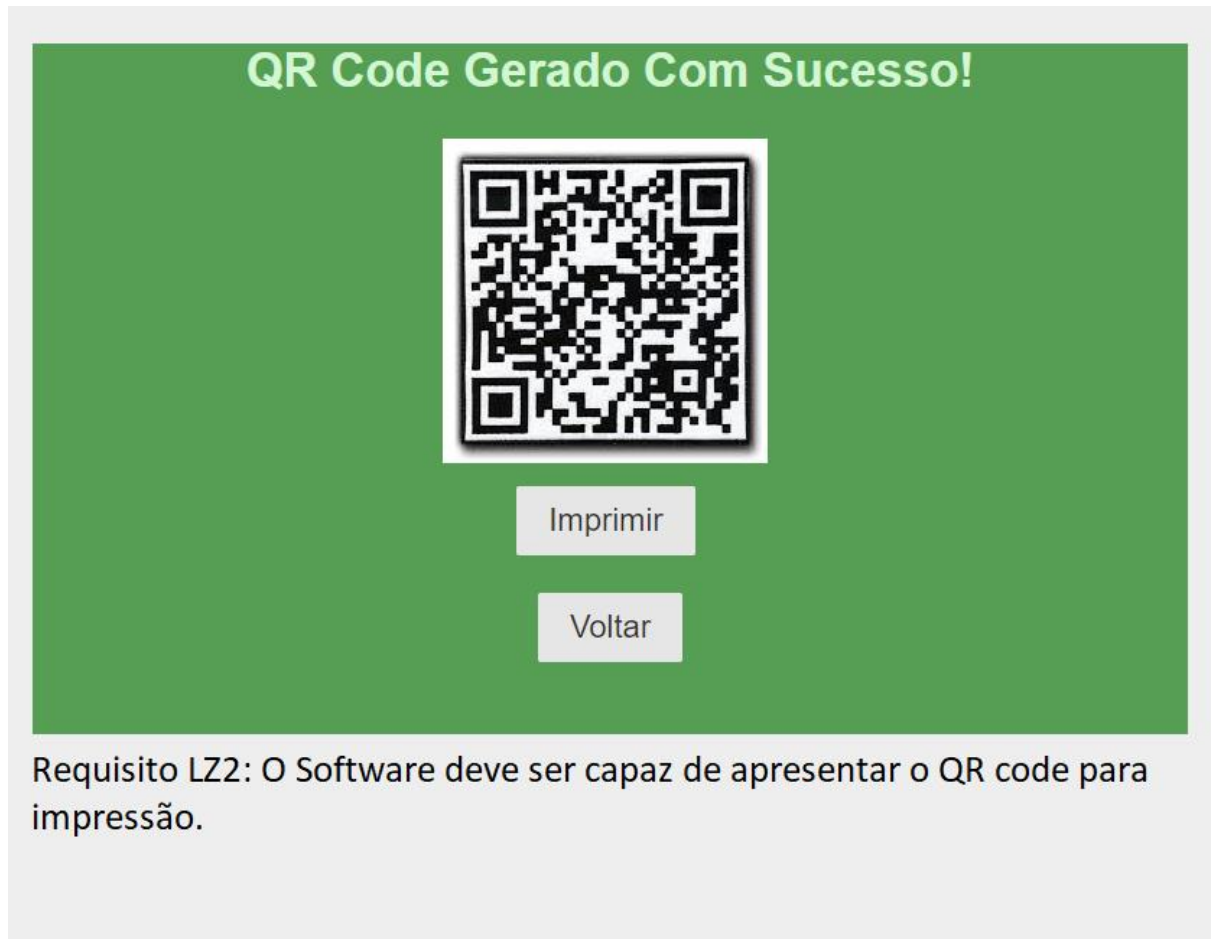 QR Code Gerado Com Sucesso!
Imprimir
Voltar
Requisito LZ2: O Software deve ser capaz de apresentar o QR code para
impressão.